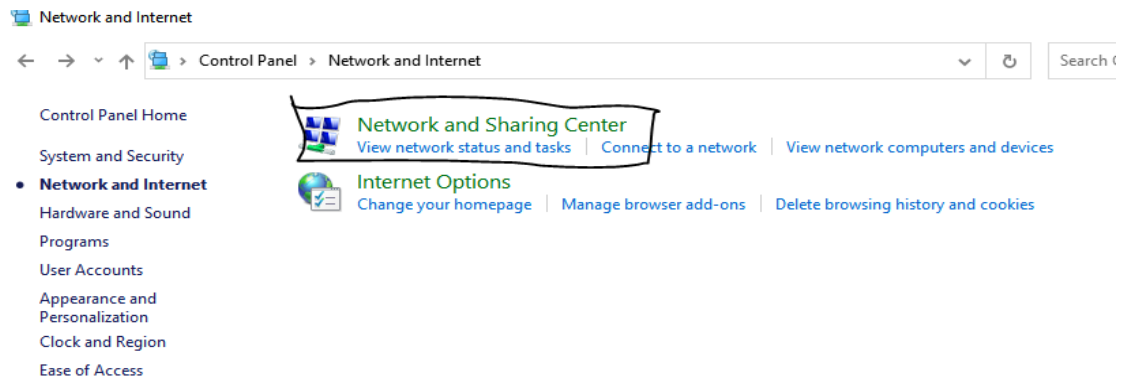 Network and Internet
Control Panel > Network and Internet
Control Panel Home
System and Security
Network and Internet
Hardware and Sound
Programs
User Accounts
Appearance and
Personalization
Clock and Region
Ease of Access
Network and Sharing Center
View network status and tasks | Connect to a network | View network computers and devices
Internet Options
Change your homepage | Manage browser add-ons | Delete browsing history and cookies
Search